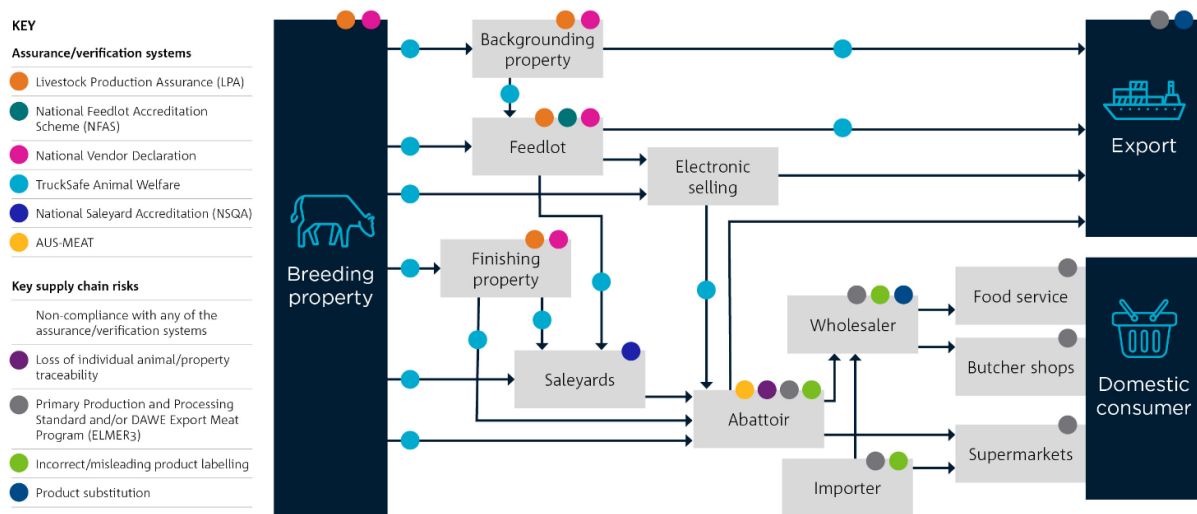 KEY
Assurance/verification systems
Livestock Production Assurance (LPA)
National Feedlot Accreditation
Scheme (NFAS)
National Vendor Declaration
TruckSafe Animal Welfare
National Saleyard Accreditation (NSQA)
AUS-MEAT
Key supply chain risks
Non-compliance with any of the
assurance/verification systems
Loss of individual animal/property
traceability
Primary Production and Processing
Standard and/or DAWE Export Meat
Program (ELMER3)
Incorrect/misleading product labelling
Product substitution
Breeding
property
Backgrounding
property
Feedlot
Electronic
selling
Finishing
property
Saleyards
Abattoir
Wholesaler
Importer
Food service
Butcher shops
Supermarkets
Export
Domestic
consumer